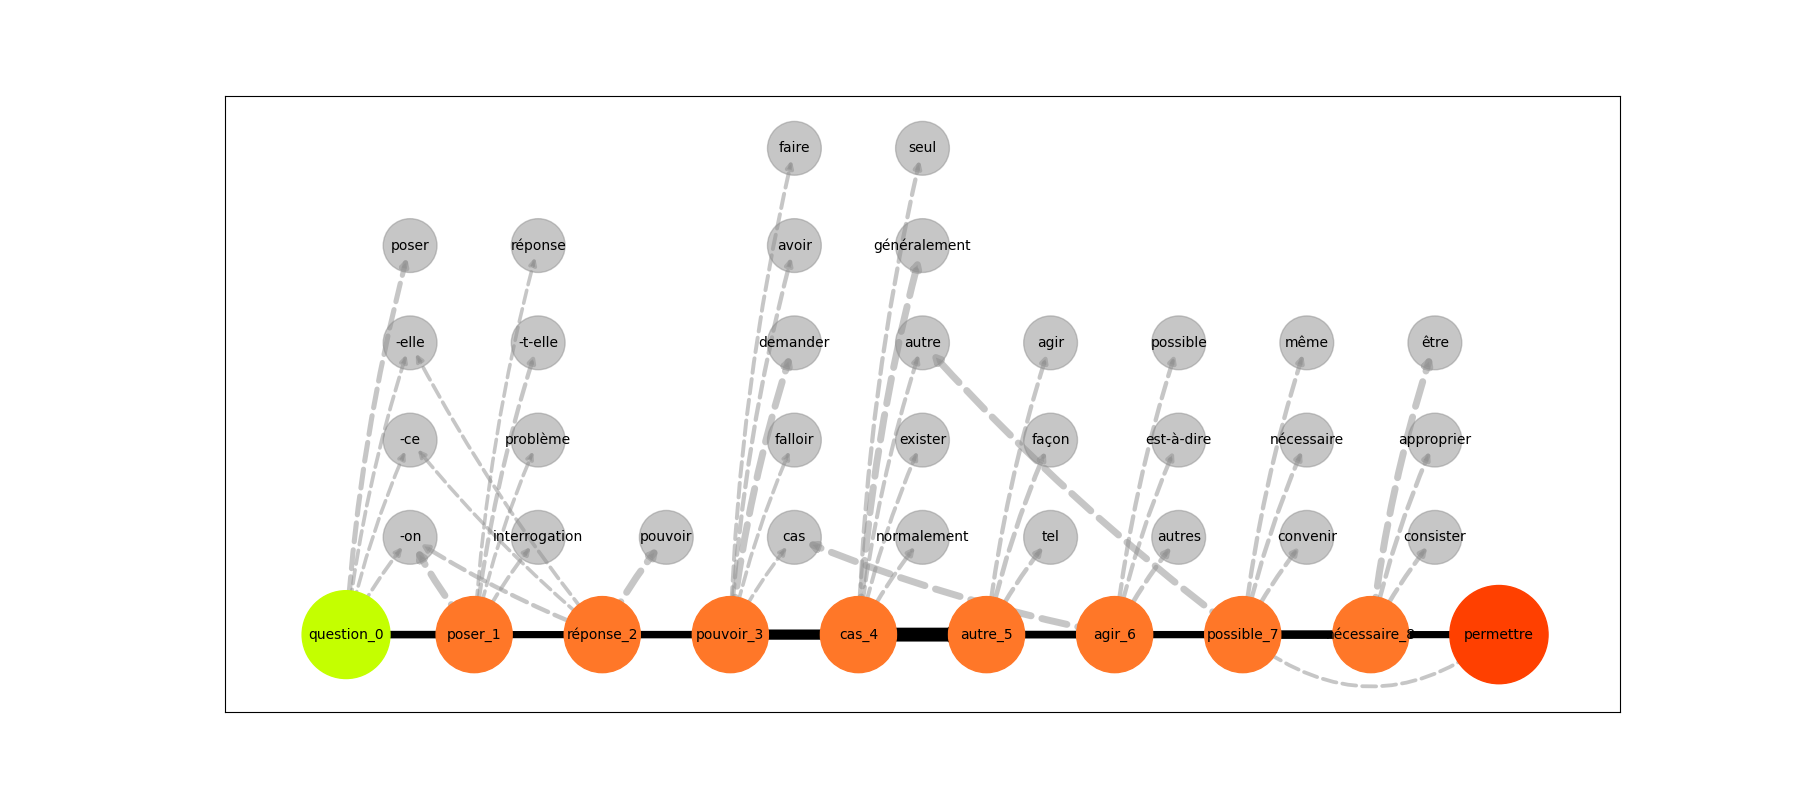 faire seul
poser réponse avoir généralement
-elle -t-elle demander autre agir possible même être
-ce problème falloir exister façon est-à-dire nécessaire approprier
-on interrogation pouvoir cas normalement tel autres convenir consister
question_0 poser_1 réponse_2 pouvoir_3 cas_4 autre_5 agir_6 possible_7 écessaire_8 permettre